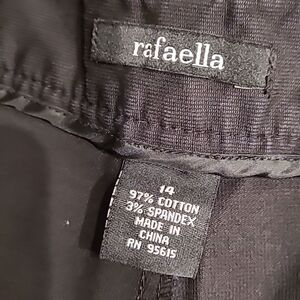 rafaella
14
97% COTTON
3% SPANDEX
MADE IN
CHINA
RN 95615